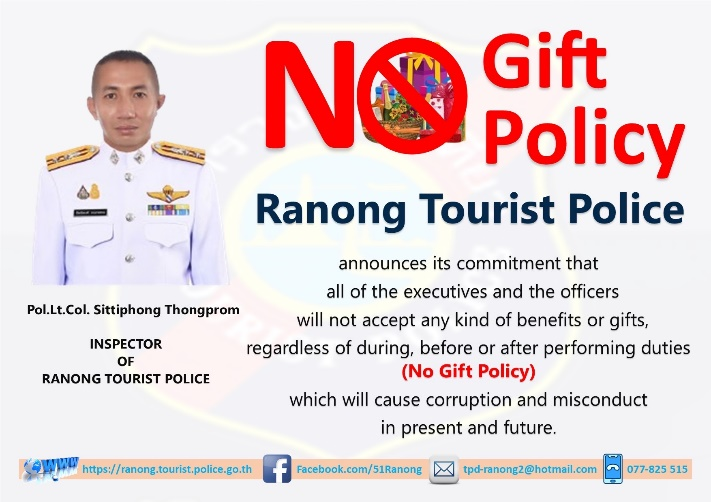 NO Gift
Policy
Ranong Tourist Police
announces its commitment that
all of the executives and the officers
will not accept any kind of benefits or gifts,
regardless of during, before or after performing duties
(No Gift Policy)
which will cause corruption and misconduct
in present and future.
Pol.Lt.Col. Sittiphong Thongprom
INSPECTOR
OF
RANONG TOURIST POLICE
www https://ranong.tourist.police.go.th Facebook.com/51Ranong tpd-ranong2@hotmail.com 077-825 515